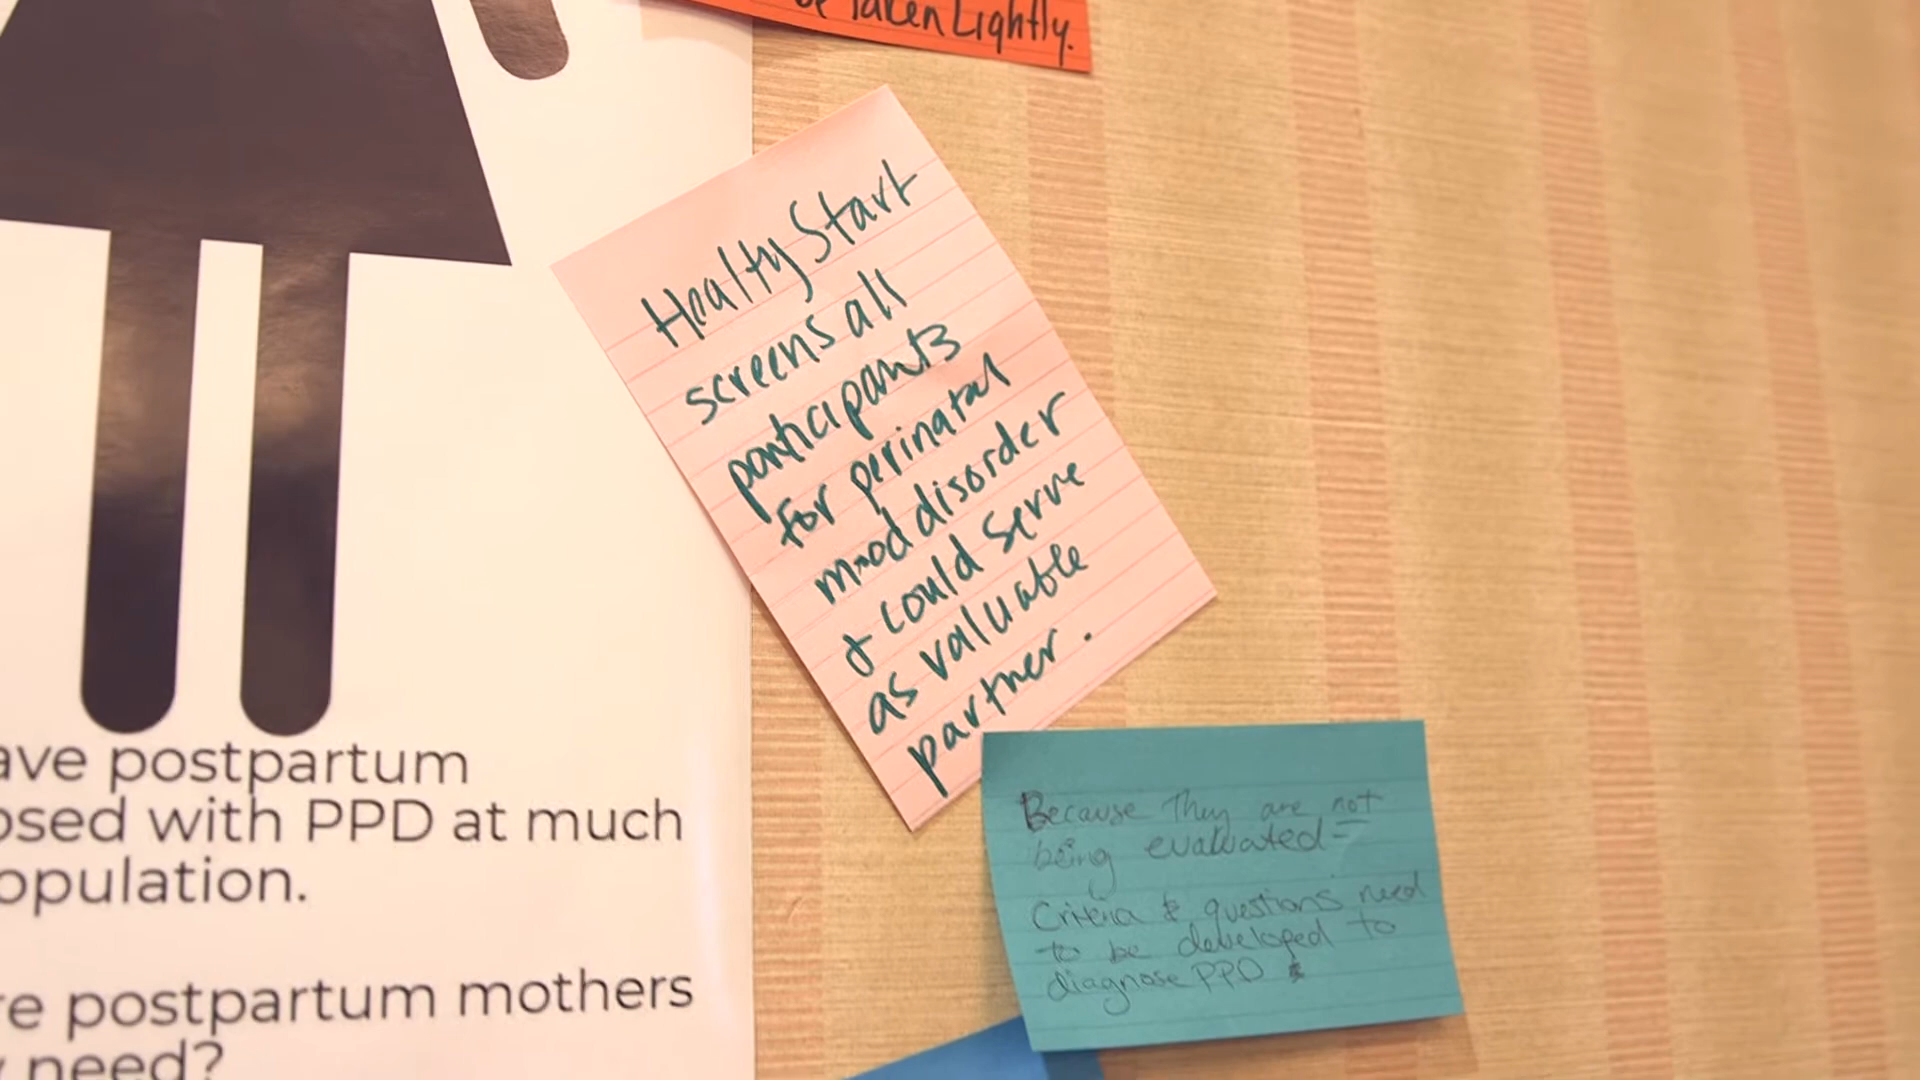 be Taken Lightly.
Healty Start
screens all
participants
for perinatal
mood disorder
& could serve
as valuable
partner.
Because They are not
being evaluated-
Criteria & questions need
to be developed to
diagnose PPD
ave postpartum
osed with PPD at much
opulation.
re postpartum mothers
y need?